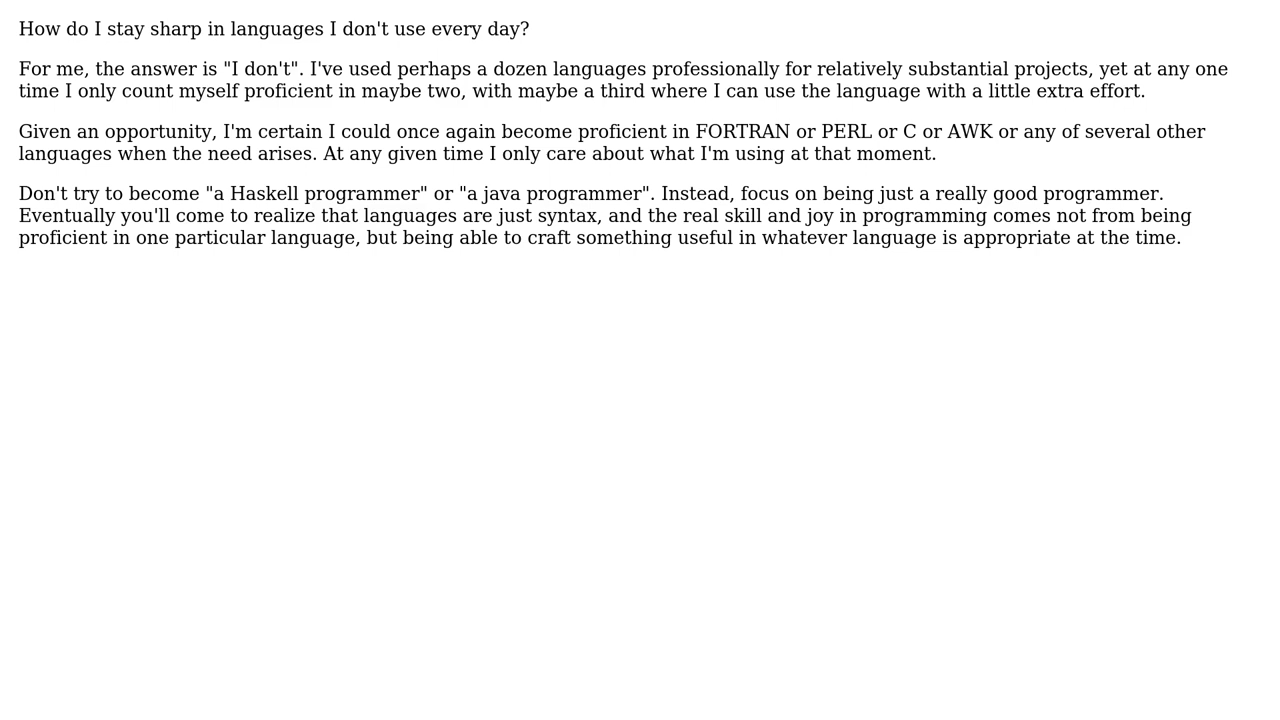 How do I stay sharp in languages I don't use every day?
For me, the answer is "I don't". I've used perhaps a dozen languages professionally for relatively substantial projects, yet at any one
time I only count myself proficient in maybe two, with maybe a third where I can use the language with a little extra effort.
Given an opportunity, I'm certain I could once again become proficient in FORTRAN or PERL or C or AWK or any of several other
languages when the need arises. At any given time I only care about what I'm using at that moment.
Don't try to become "a Haskell programmer" or "a java programmer". Instead, focus on being just a really good programmer.
Eventually you'll come to realize that languages are just syntax, and the real skill and joy in programming comes not from being
proficient in one particular language, but being able to craft something useful in whatever language is appropriate at the time.